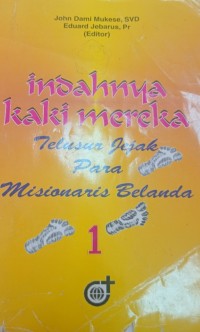 John Dami Mukese, SVD
Eduard Jebarus, Pr
(Editor)
indahnya
kaki mereka
Telusur Jejak
Para
Misionaris Belanda
1